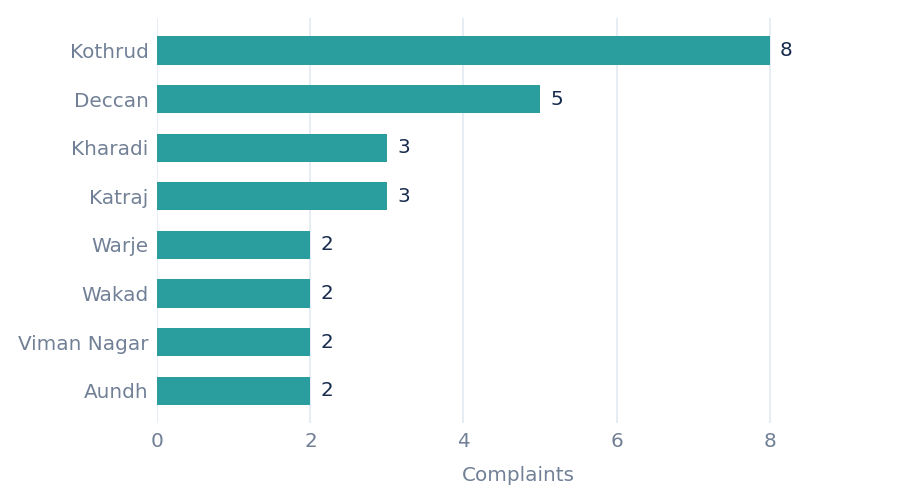 Kothrud 8
Deccan 5
Kharadi 3
Katraj 3
Warje 2
Wakad 2
Viman Nagar 2
Aundh 2
0 2 4 6 8
Complaints